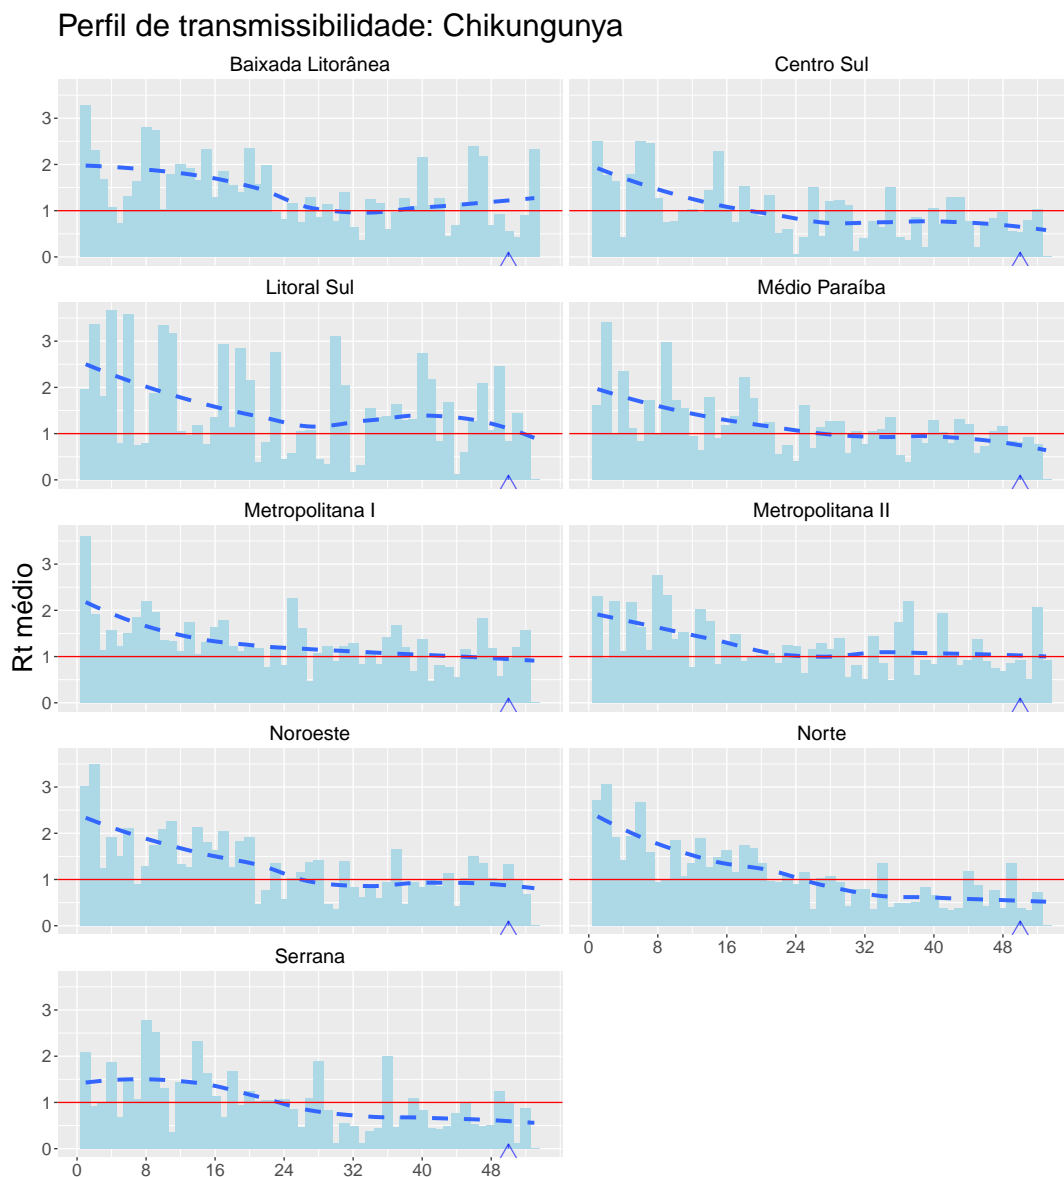 Perfil de transmissibilidade: Chikungunya
Baixada Litorânea
Centro Sul
3
2
1
0
Litoral Sul
Médio Paraíba
3
2
1
0
Metropolitana I
Metropolitana II
3
2
1
0
Rt médio
Noroeste
Norte
3
2
1
0
0 8 16 24 32 40 48
Serrana
3
2
1
0
0 8 16 24 32 40 48